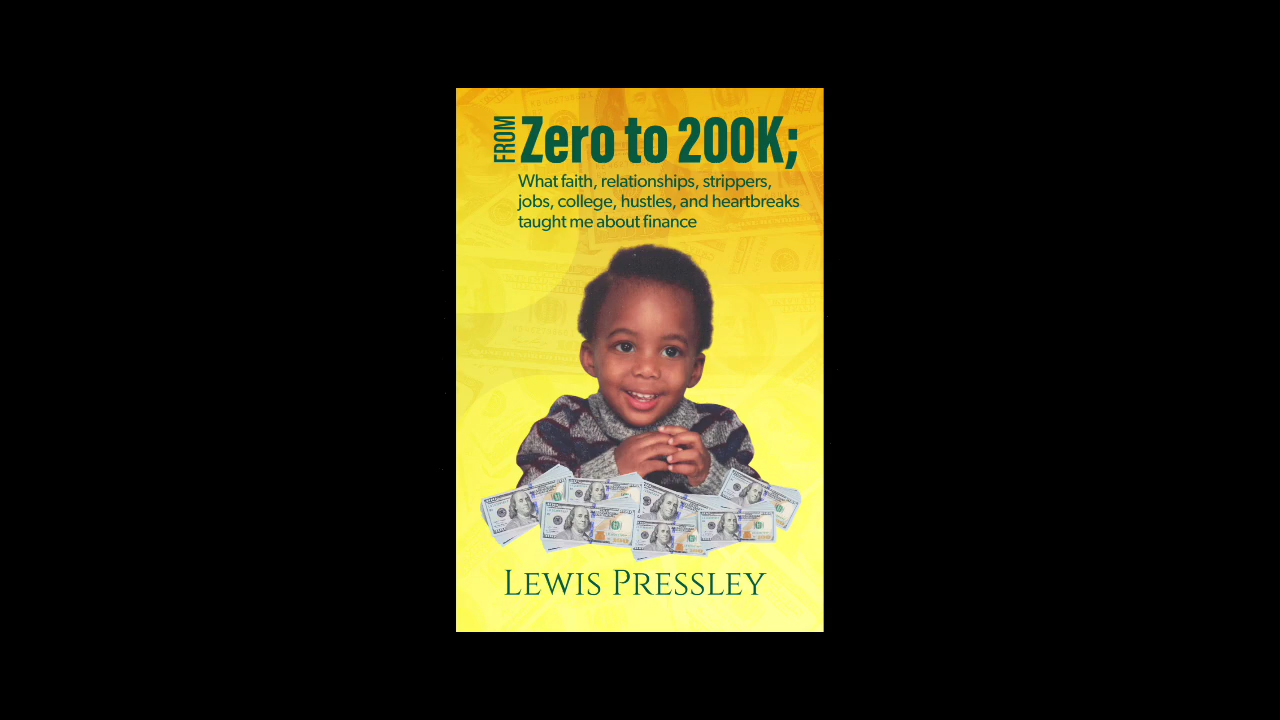 FROM Zero to 200K;
What faith, relationships, strippers,
jobs, college, hustles, and heartbreaks
taught me about finance
LEWIS PRESSLEY